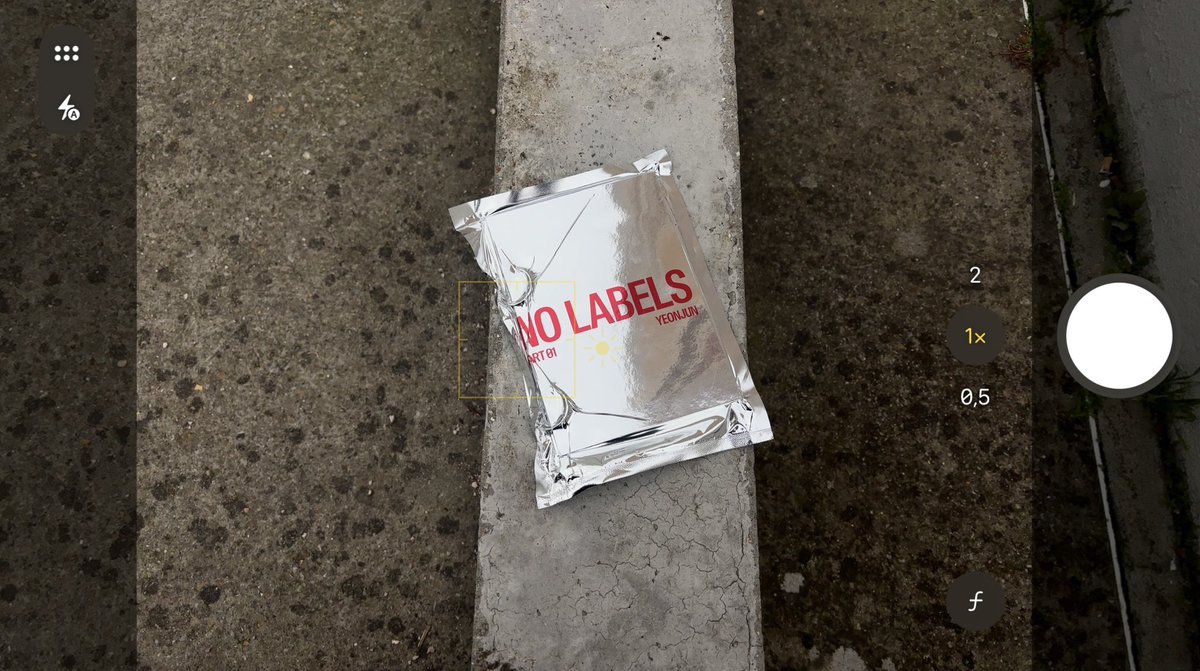 NO LABELS
YEONJUN
ART 01
2
1×
0,5
f
A